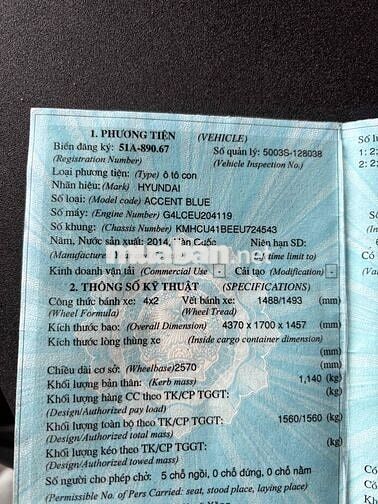 1. PHƯƠNG TIỆN (VEHICLE)
Biển đăng ký: 51A-890.67 Số quản lý: 5003S-128038
(Registration Number) (Vehicle Inspection No.)
Loại phương tiện: (Type) ô tô con
Nhãn hiệu: (Mark) HYUNDAI
Số loại: (Model code) ACCENT BLUE
Số máy: (Engine Number) G4LCEU204119
Số khung: (Chassis Number) KMHCU41BEEU724543
Năm, Nước sản xuất: 2014, Hàn Quốc Niên hạn SD:
(Manufacture time limit to)
Kinh doanh vận tải (Commercial Use - ) Cải tạo (Modification) -
muaban.net
2. THÔNG SỐ KỸ THUẬT (SPECIFICATIONS)
Công thức bánh xe: 4x2 Vết bánh xe: 1488/1493 (mm)
(Wheel Formula) (Wheel Tread)
Kích thước bao: (Overall Dimension) 4370 x 1700 x 1457 (mm)
Kích thước lòng thùng xe (Inside cargo container dimension)
(mm)
Chiều dài cơ sở: (Wheelbase) 2570 (mm)
Khối lượng bản thân: (Kerb mass) 1,140 (kg)
Khối lượng hàng CC theo TK/CP TGGT: (kg)
(Design/Authorized pay load)
Khối lượng toàn bộ theo TK/CP TGGT: 1560/1560 (kg)
(Design/Authorized total mass)
Khối lượng kéo theo TK/CP TGGT: (kg)
(Design/Authorized towed mass)
Số người cho phép chở: 5 chỗ ngồi, 0 chỗ đứng, 0 chỗ nằm
(Permissible No. of Pers Carried: seat, stood place, laying place)